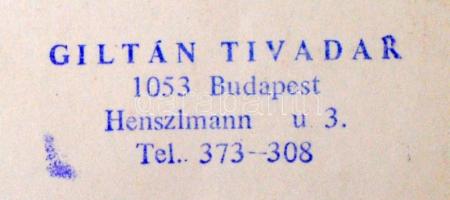 GILTÁN TIVADAR
1053 Budapest
Henszlmann u 3.
Tel.. 373—308